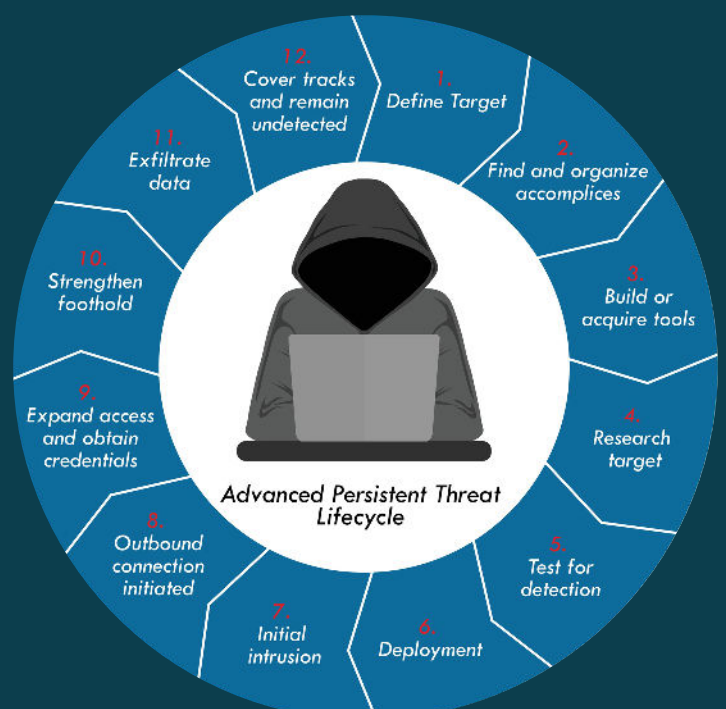 1.
Define Target
2.
Find and organize
accomplices
3.
Build or
acquire tools
4.
Research
target
5.
Test for
detection
6.
Deployment
7.
Initial
intrusion
8.
Outbound
connection
initiated
9.
Expand access
and obtain
credentials
10.
Strengthen
foothold
11.
Exfiltrate
data
12.
Cover tracks
and remain
undetected
Advanced Persistent Threat
Lifecycle